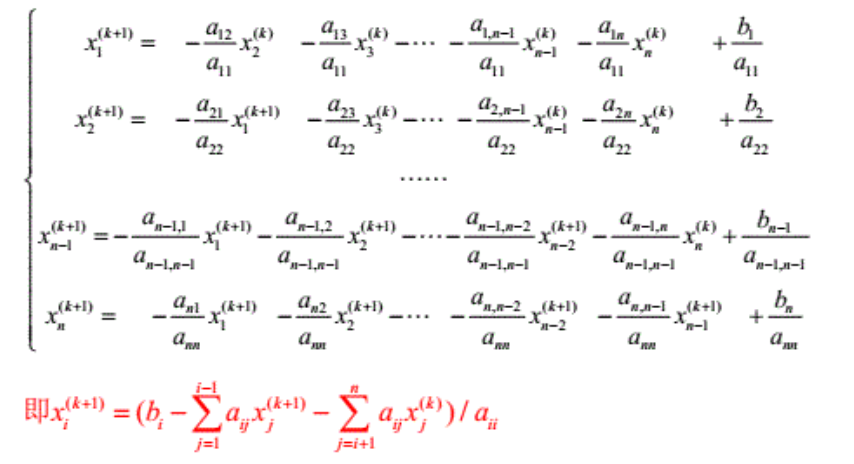 x_1^{(k+1)} = -\frac{a_{12}}{a_{11}}x_2^{(k)} -\frac{a_{13}}{a_{11}}x_3^{(k)} -\cdots -\frac{a_{1,n-1}}{a_{11}}x_{n-1}^{(k)} -\frac{a_{1n}}{a_{11}}x_n^{(k)} +\frac{b_1}{a_{11}}
x_2^{(k+1)} = -\frac{a_{21}}{a_{22}}x_1^{(k+1)} -\frac{a_{23}}{a_{22}}x_3^{(k)} -\cdots -\frac{a_{2,n-1}}{a_{22}}x_{n-1}^{(k)} -\frac{a_{2n}}{a_{22}}x_n^{(k)} +\frac{b_2}{a_{22}}
……
x_{n-1}^{(k+1)} = -\frac{a_{n-1,1}}{a_{n-1,n-1}}x_1^{(k+1)} -\frac{a_{n-1,2}}{a_{n-1,n-1}}x_2^{(k+1)} -\cdots -\frac{a_{n-1,n-2}}{a_{n-1,n-1}}x_{n-2}^{(k+1)} -\frac{a_{n-1,n}}{a_{n-1,n-1}}x_n^{(k)} +\frac{b_{n-1}}{a_{n-1,n-1}}
x_n^{(k+1)} = -\frac{a_{n1}}{a_{nn}}x_1^{(k+1)} -\frac{a_{n2}}{a_{nn}}x_2^{(k+1)} -\cdots -\frac{a_{n,n-2}}{a_{nn}}x_{n-2}^{(k+1)} -\frac{a_{n,n-1}}{a_{nn}}x_{n-1}^{(k+1)} +\frac{b_n}{a_{nn}}
即x_i^{(k+1)} = (b_i - \sum_{j=1}^{i-1} a_{ij}x_j^{(k+1)} - \sum_{j=i+1}^{n} a_{ij}x_j^{(k)}) / a_{ii}